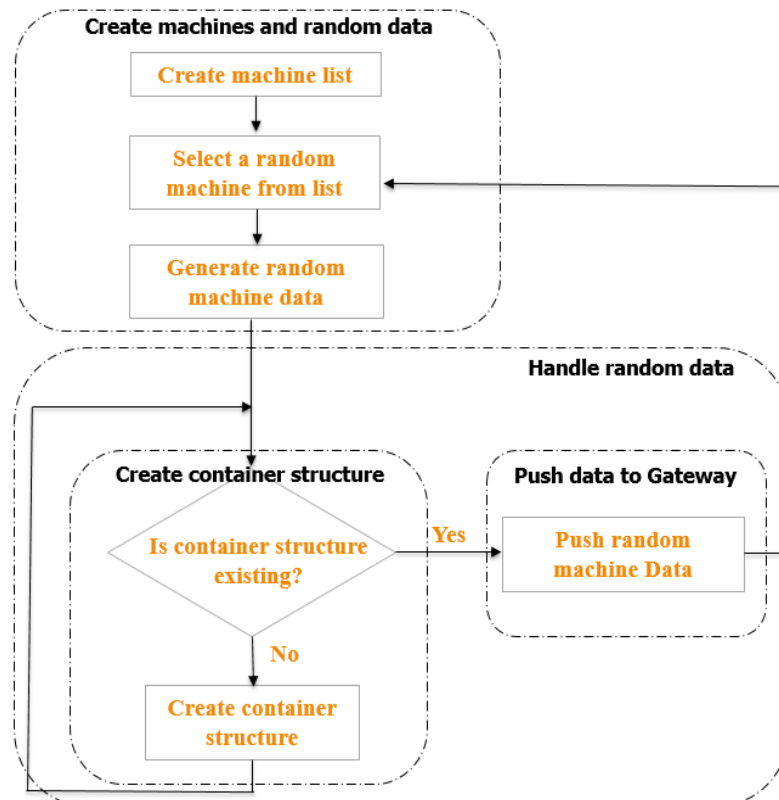 Create machines and random data
Create machine list
Select a random
machine from list
Generate random
machine data
Handle random data
Create container structure
Push data to Gateway
Is container structure
existing?
Yes
Push random
machine Data
No
Create container
structure